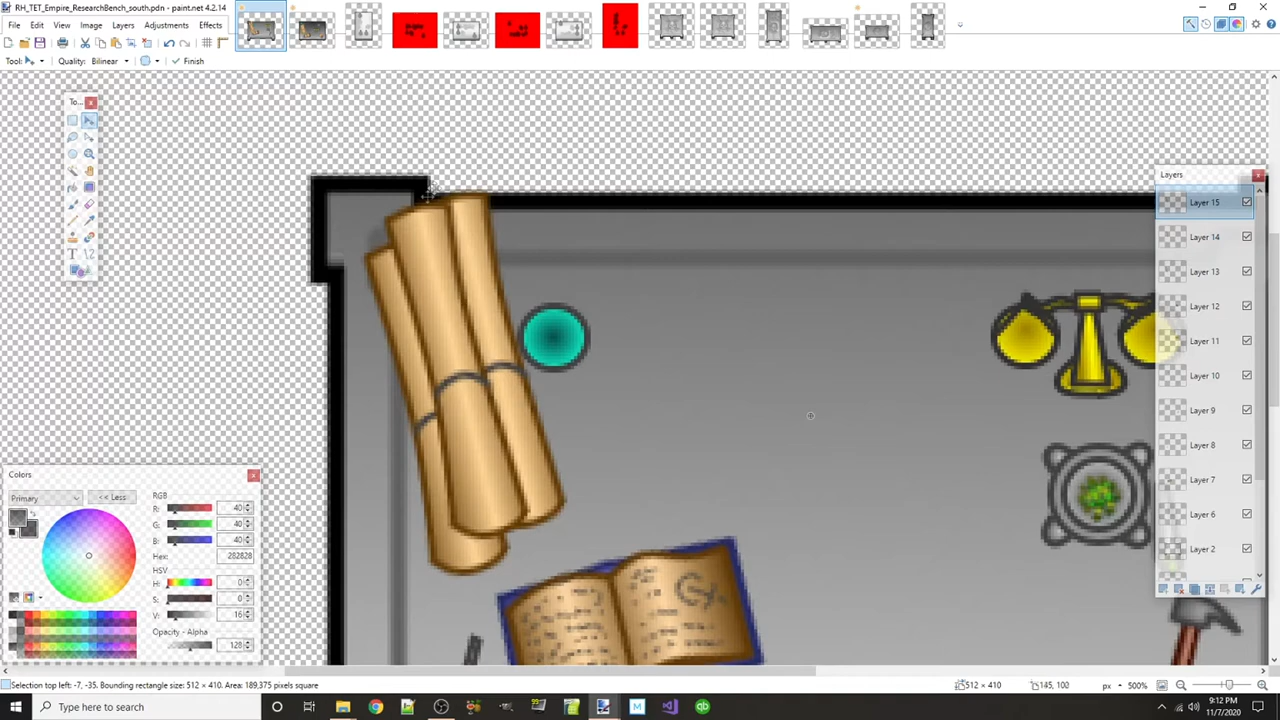 RH_TET_Empire_ResearchBench_south.pdn - paint.net 4.2.14
File Edit View Image Layers Adjustments Effects
Tool: Quality: Bilinear Finish
To...
Layers
Layer 15
Layer 14
Layer 13
Layer 12
Layer 11
Layer 10
Layer 9
Layer 8
Layer 7
Layer 6
Layer 2
Colors
Primary << Less RGB
R: 40
G: 40
B: 40
Hex: 282828
HSV
H: 0
S: 0
V: 16
Opacity - Alpha
128
Selection top left: -7, -35. Bounding rectangle size: 512 × 410. Area: 189,375 pixels square 512 × 410 145, 100 px 500%
Type here to search
9:12 PM
11/7/2020